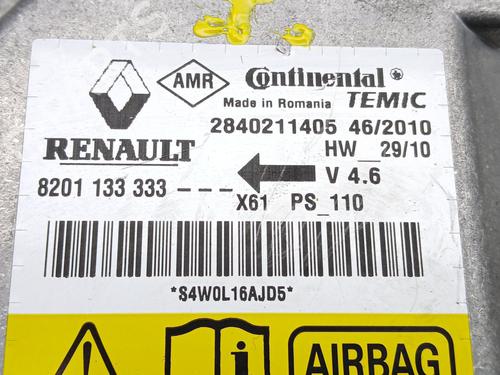 AMR Continental
Made in Romania TEMIC
2840211405 46/2010
RENAULT HW_29/10
8201 133 333 --- V 4.6
X61 PS_110
*S4W0L16AJD5*
AIRBAG